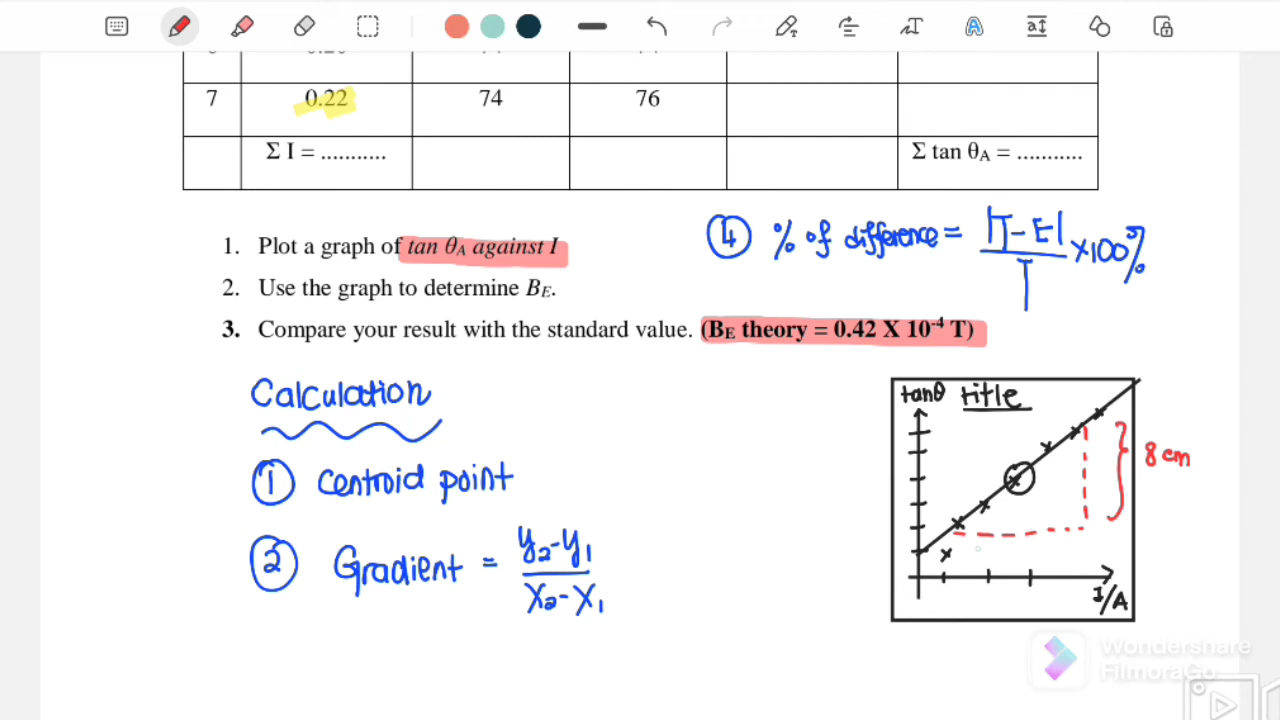 7 0.22 74 76
Σ I = ........... Σ tan θA = ...........
④ % of difference = |T-E| / T ×100%
1. Plot a graph of tan θA against I
2. Use the graph to determine BE.
3. Compare your result with the standard value. (BE theory = 0.42 X 10⁻⁴ T)
Calculation
① Centroid point
② Gradient = y₂-y₁ / x₂-x₁
tanθ title
8 cm
I/A
Wondershare
FilmoraGo